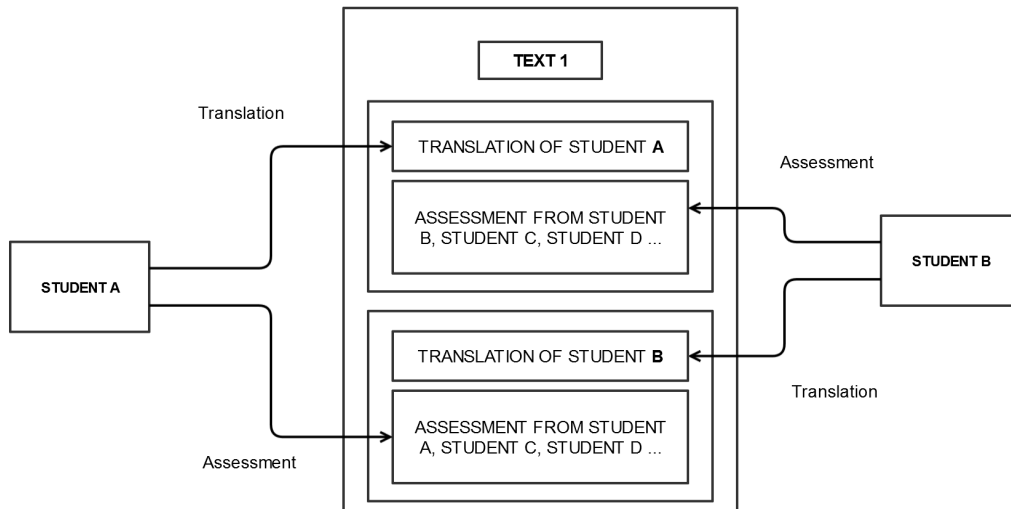 TEXT 1
Translation
TRANSLATION OF STUDENT A
Assessment
ASSESSMENT FROM STUDENT
B, STUDENT C, STUDENT D ...
STUDENT A
STUDENT B
TRANSLATION OF STUDENT B
Translation
ASSESSMENT FROM STUDENT
A, STUDENT C, STUDENT D ...
Assessment